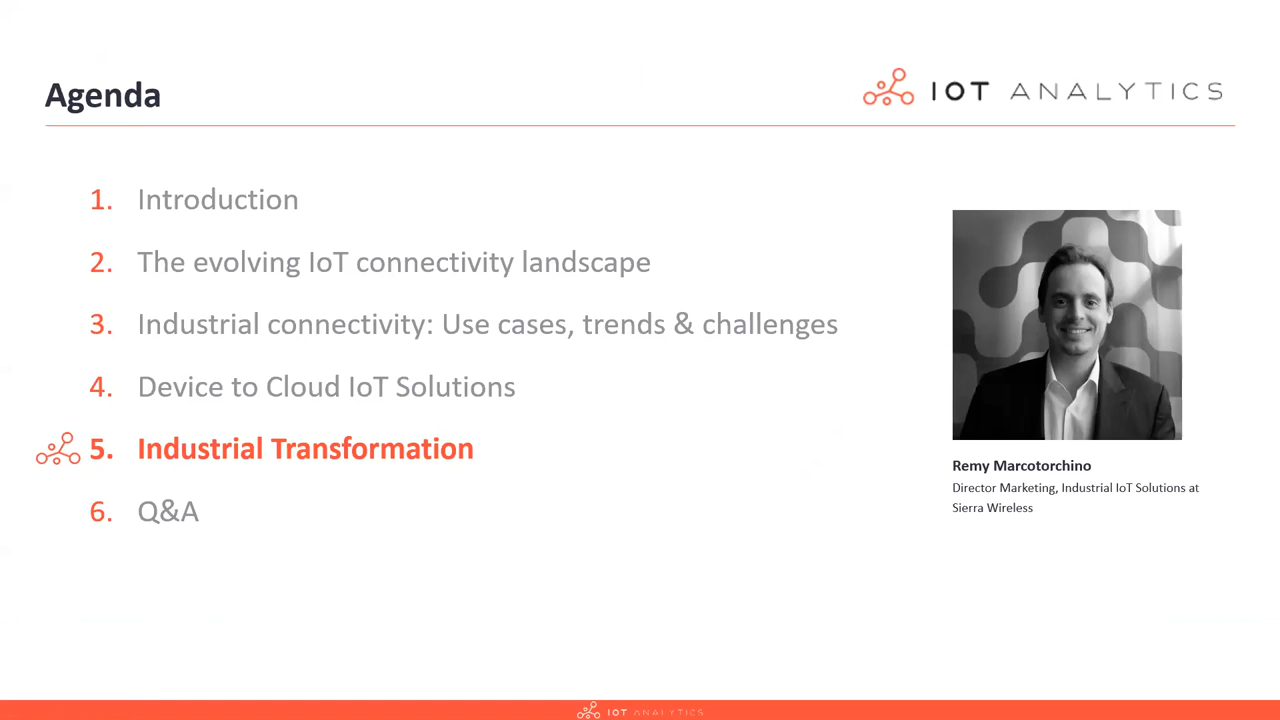 Agenda
IOT ANALYTICS
1. Introduction
2. The evolving IoT connectivity landscape
3. Industrial connectivity: Use cases, trends & challenges
4. Device to Cloud IoT Solutions
5. Industrial Transformation
6. Q&A
Remy Marcotorchino
Director Marketing, Industrial IoT Solutions at
Sierra Wireless
IOT ANALYTICS